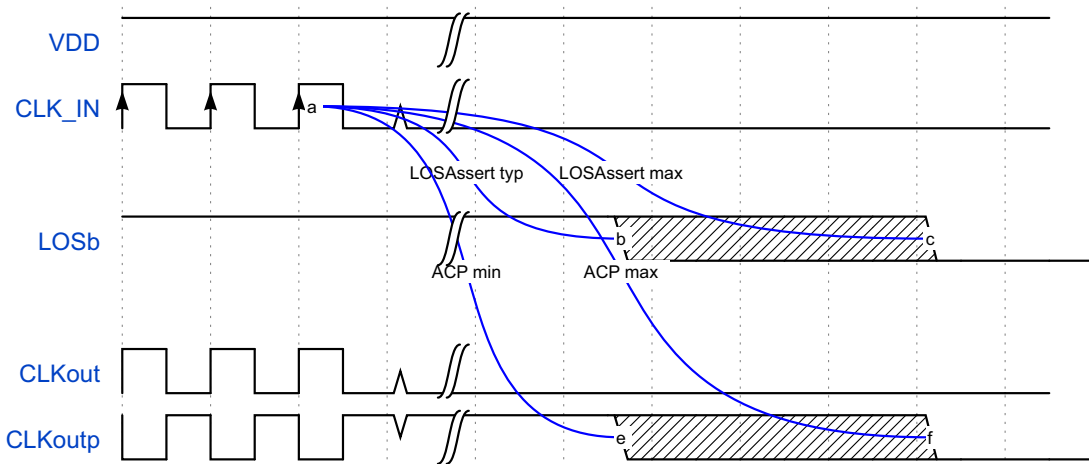 VDD
CLK_IN
a
LOSAssert typ
LOSAssert max
LOSb
b
c
ACP min
ACP max
CLKout
CLKoutp
e
f